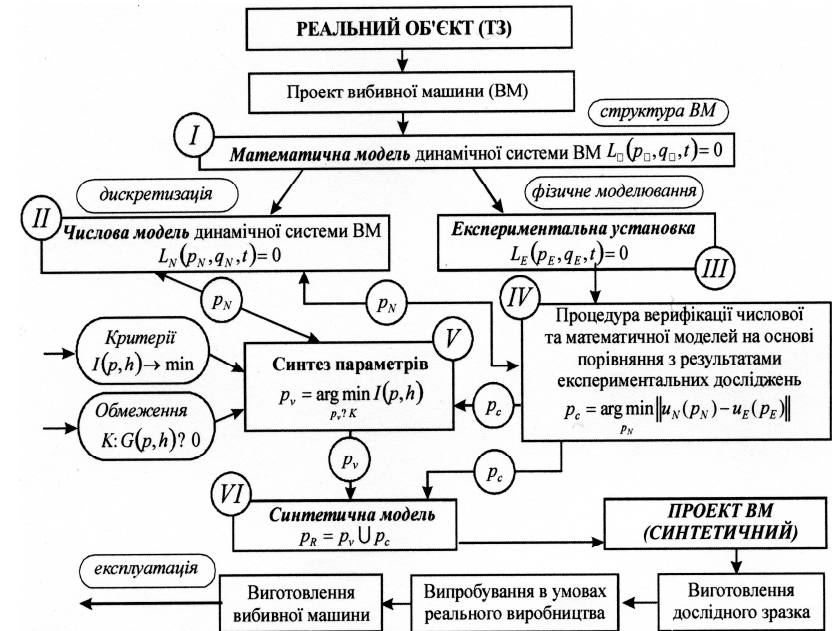 РЕАЛЬНИЙ ОБ'ЄКТ (ТЗ)
Проект вибивної машини (ВМ)
структура ВМ
I
Математична модель динамічної системи ВМ L□(p□,q□,t)=0
дискретизація
фізичне моделювання
II
Числова модель динамічної системи ВМ
L_N(p_N,q_N,t)=0
Експериментальна установка
L_E(p_E,q_E,t)=0
III
p_N
p_N
IV
Процедура верифікації числової
та математичної моделей на основі
порівняння з результатами
експериментальних досліджень
p_c = arg min‖u_N(p_N) − u_E(p_E)‖
p_N
Критерії
I(p,h)→ min
V
Синтез параметрів
p_v = arg min I(p,h)
p_v? K
Обмеження
K: G(p,h)? 0
p_c
p_v
p_c
VI
Синтетична модель
p_R = p_v ⋃ p_c
ПРОЕКТ ВМ
(СИНТЕТИЧНИЙ)
експлуатація
Виготовлення
вибивної машини
Випробування в умовах
реального виробництва
Виготовлення
дослідного зразка